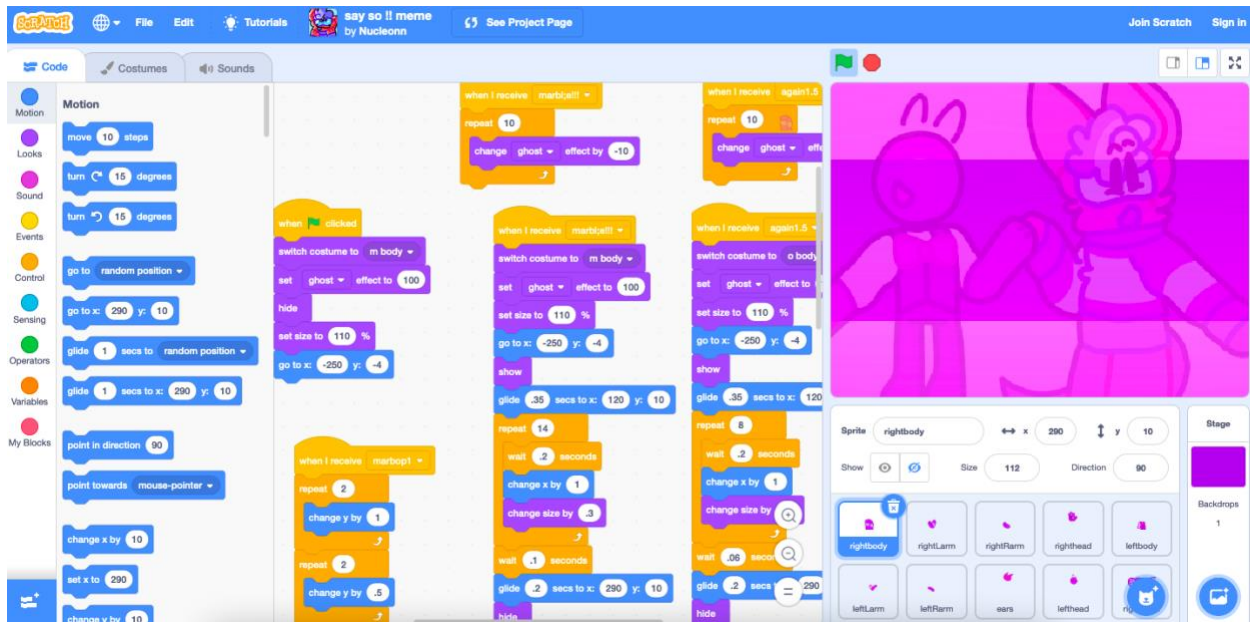 SCRATCH File Edit Tutorials say so !! meme See Project Page Join Scratch Sign in
by Nucleonn
Code Costumes Sounds
Motion
Looks
Sound
Events
Control
Sensing
Operators
Variables
My Blocks
Motion
move 10 steps
turn 15 degrees
turn 15 degrees
go to random position
go to x: 290 y: 10
glide 1 secs to random position
glide 1 secs to x: 290 y: 10
point in direction 90
point towards mouse-pointer
change x by 10
set x to 290
change y by 10
when clicked
switch costume to m body
set ghost effect to 100
hide
set size to 110 %
go to x: -250 y: -4
when I receive marbop1
repeat 2
change y by 1
repeat 2
change y by .5
when I receive marbl;e!!!
repeat 10
change ghost effect by -10
when I receive marbl;e!!!
switch costume to m body
set ghost effect to 100
set size to 110 %
go to x: -250 y: -4
show
glide .35 secs to x: 120 y: 10
repeat 14
wait .2 seconds
change x by 1
change size by .3
wait .1 seconds
glide .2 secs to x: 290 y: 10
hide
when I receive again1.5
repeat 10
change ghost effe
when I receive again1.5
switch costume to o body
set ghost effect to
set size to 110 %
go to x: -250 y: -4
show
glide .35 secs to x: 120
repeat 8
wait .2 seconds
change x by 1
change size by
wait .06 seco
glide .2 secs 290
hide
Sprite rightbody x 290 y 10
Show Size 112 Direction 90
rightbody rightLarm rightRarm righthead leftbody
leftLarm leftRarm ears lefthead
Stage
Backdrops
1